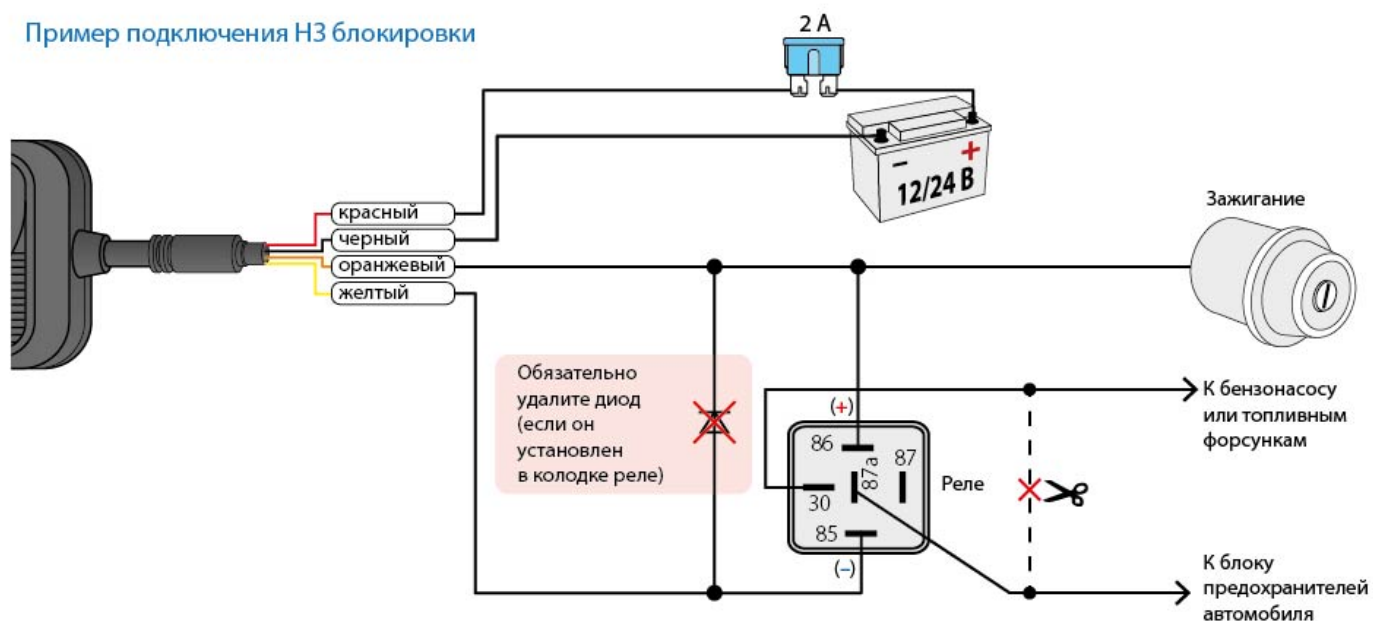 Пример подключения НЗ блокировки
2 А
12/24 В
Зажигание
красный
черный
оранжевый
желтый
Обязательно
удалите диод
(если он
установлен
в колодке реле)
(+)
86
87a
87
30
85
(–)
Реле
К бензонасосу
или топливным
форсункам
К блоку
предохранителей
автомобиля